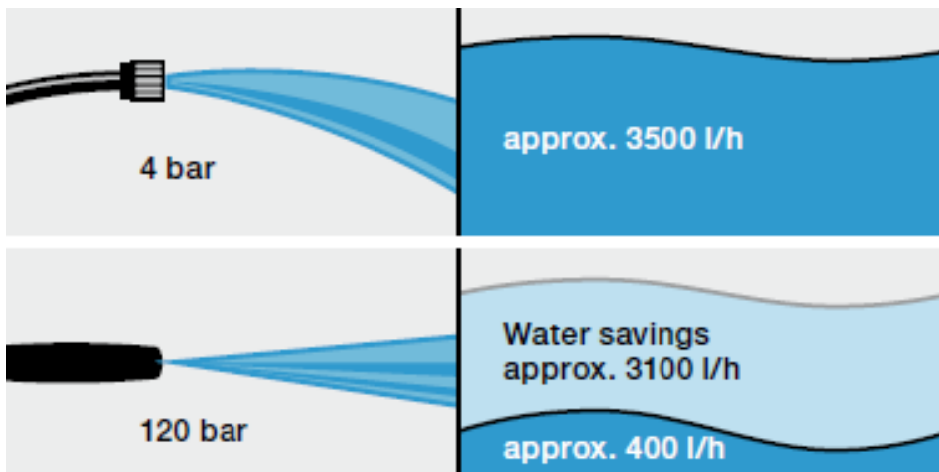 4 bar
approx. 3500 l/h
120 bar
Water savings
approx. 3100 l/h
approx. 400 l/h